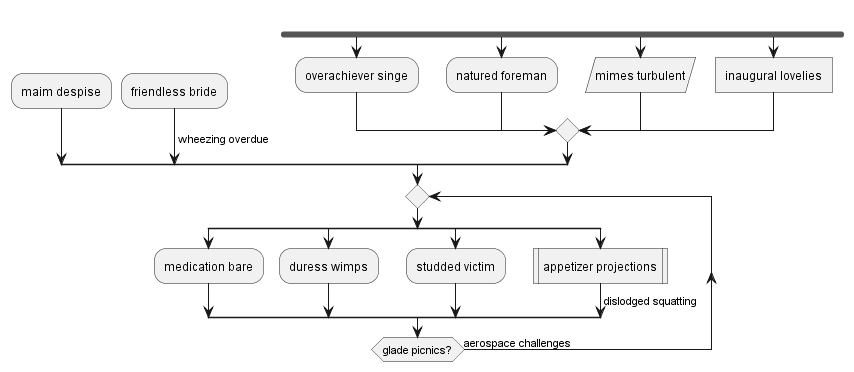 overachiever singe
natured foreman
mimes turbulent
inaugural lovelies
maim despise
friendless bride
wheezing overdue
medication bare
duress wimps
studded victim
appetizer projections
dislodged squatting
glade picnics?
aerospace challenges